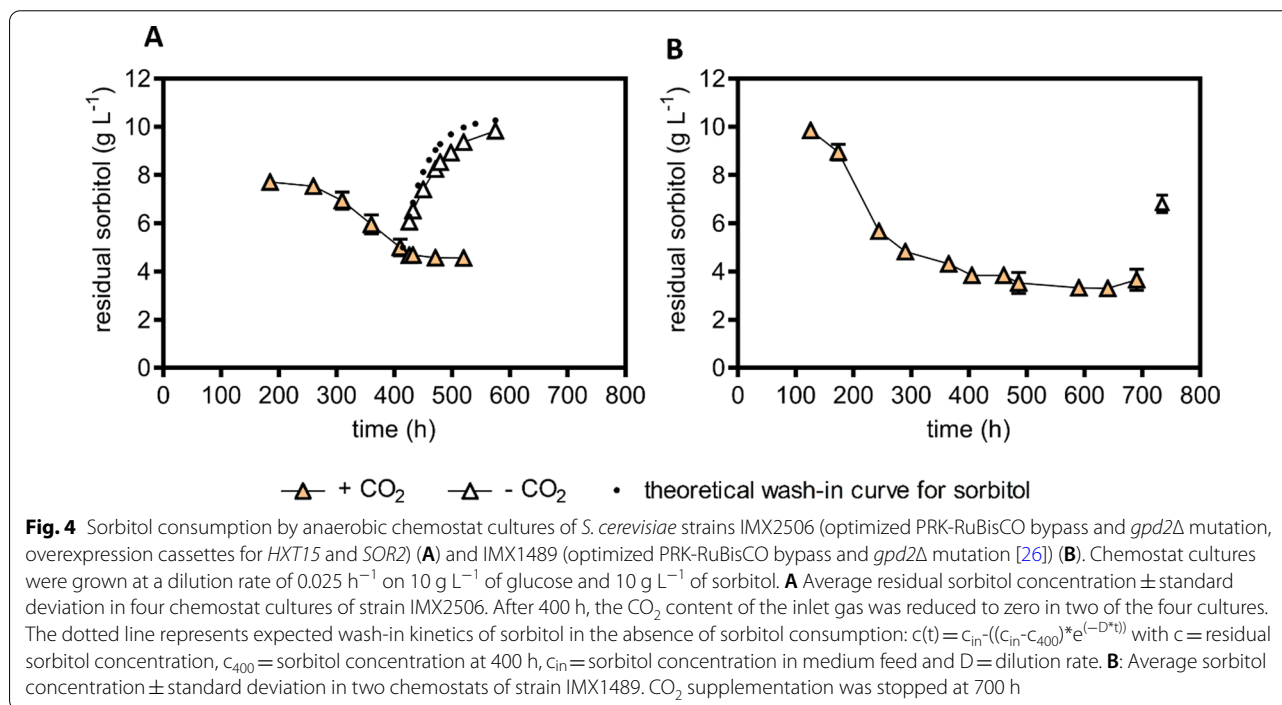 A
B
residual sorbitol (g L⁻¹)
12
10
8
6
4
2
0
0 100 200 300 400 500 600 700 800
time (h)
residual sorbitol (g L⁻¹)
12
10
8
6
4
2
0
0 100 200 300 400 500 600 700 800
time (h)
+ CO₂ - CO₂ • theoretical wash-in curve for sorbitol
Fig. 4 Sorbitol consumption by anaerobic chemostat cultures of S. cerevisiae strains IMX2506 (optimized PRK-RuBisCO bypass and gpd2Δ mutation,
overexpression cassettes for HXT15 and SOR2) (A) and IMX1489 (optimized PRK-RuBisCO bypass and gpd2Δ mutation [26]) (B). Chemostat cultures
were grown at a dilution rate of 0.025 h⁻¹ on 10 g L⁻¹ of glucose and 10 g L⁻¹ of sorbitol. A Average residual sorbitol concentration ± standard
deviation in four chemostat cultures of strain IMX2506. After 400 h, the CO₂ content of the inlet gas was reduced to zero in two of the four cultures.
The dotted line represents expected wash-in kinetics of sorbitol in the absence of sorbitol consumption: c(t) = c_in-((c_in-c₄₀₀)*e^(−D*t)) with c = residual
sorbitol concentration, c₄₀₀ = sorbitol concentration at 400 h, c_in = sorbitol concentration in medium feed and D = dilution rate. B: Average sorbitol
concentration ± standard deviation in two chemostats of strain IMX1489. CO₂ supplementation was stopped at 700 h